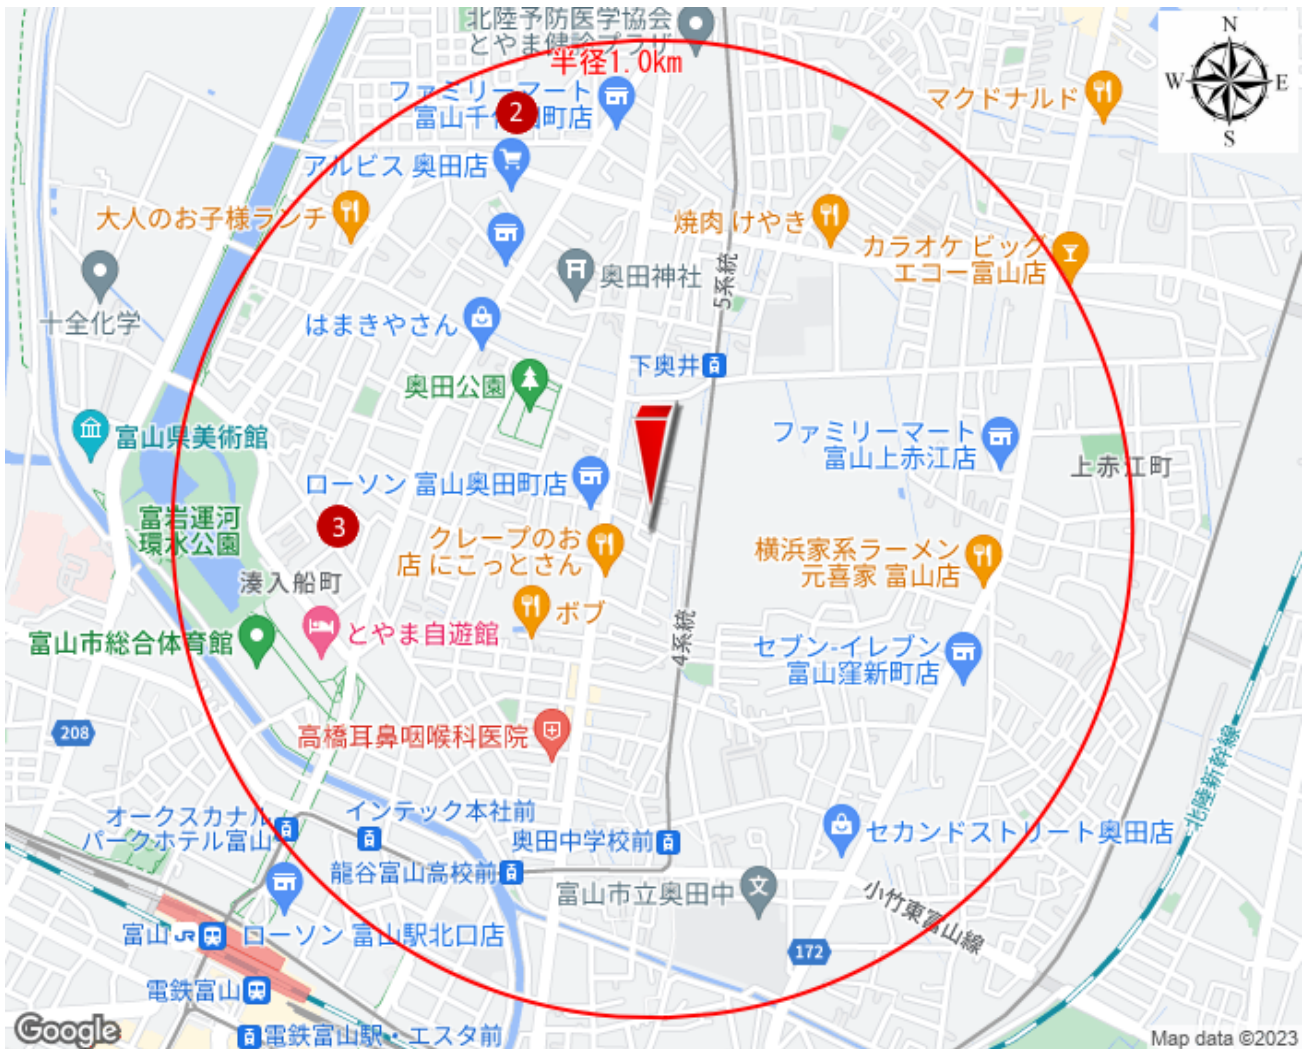 北陸予防医学協会
とやま健診プラザ
半径1.0km
N
W
E
S
ファミリーマート
富山千代田町店
2
マクドナルド
アルビス 奥田店
大人のお子様ランチ
焼肉 けやき
カラオケ ビッグ
エコー富山店
奥田神社
5系統
十全化学
はまきやさん
下奥井
奥田公園
富山県美術館
ファミリーマート
富山上赤江店
上赤江町
ローソン 富山奥田町店
富岩運河
環水公園
3
クレープのお
店 にこっとさん
横浜家系ラーメン
元喜家 富山店
湊入船町
ボブ
とやま自遊館
4系統
富山市総合体育館
セブン-イレブン
富山窪新町店
208
高橋耳鼻咽喉科医院
北陸新幹線
オークスカナル
パークホテル富山
インテック本社前
奥田中学校前
セカンドストリート奥田店
龍谷富山高校前
富山市立奥田中
文
小竹東富山線
富山
JR
ローソン 富山駅北口店
172
電鉄富山
電鉄富山駅・エスタ前
Google
Map data ©2023